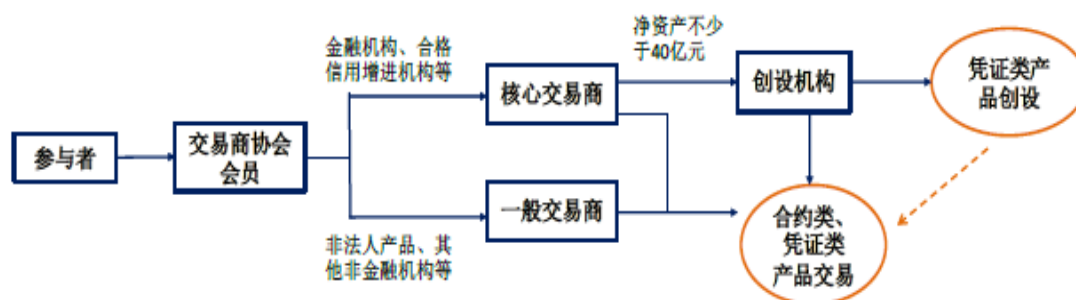 参与者
交易商协会
会员
金融机构、合格
信用增进机构等
非法人产品、其
他非金融机构等
核心交易商
一般交易商
净资产不少
于40亿元
创设机构
凭证类产
品创设
合约类、
凭证类
产品交易